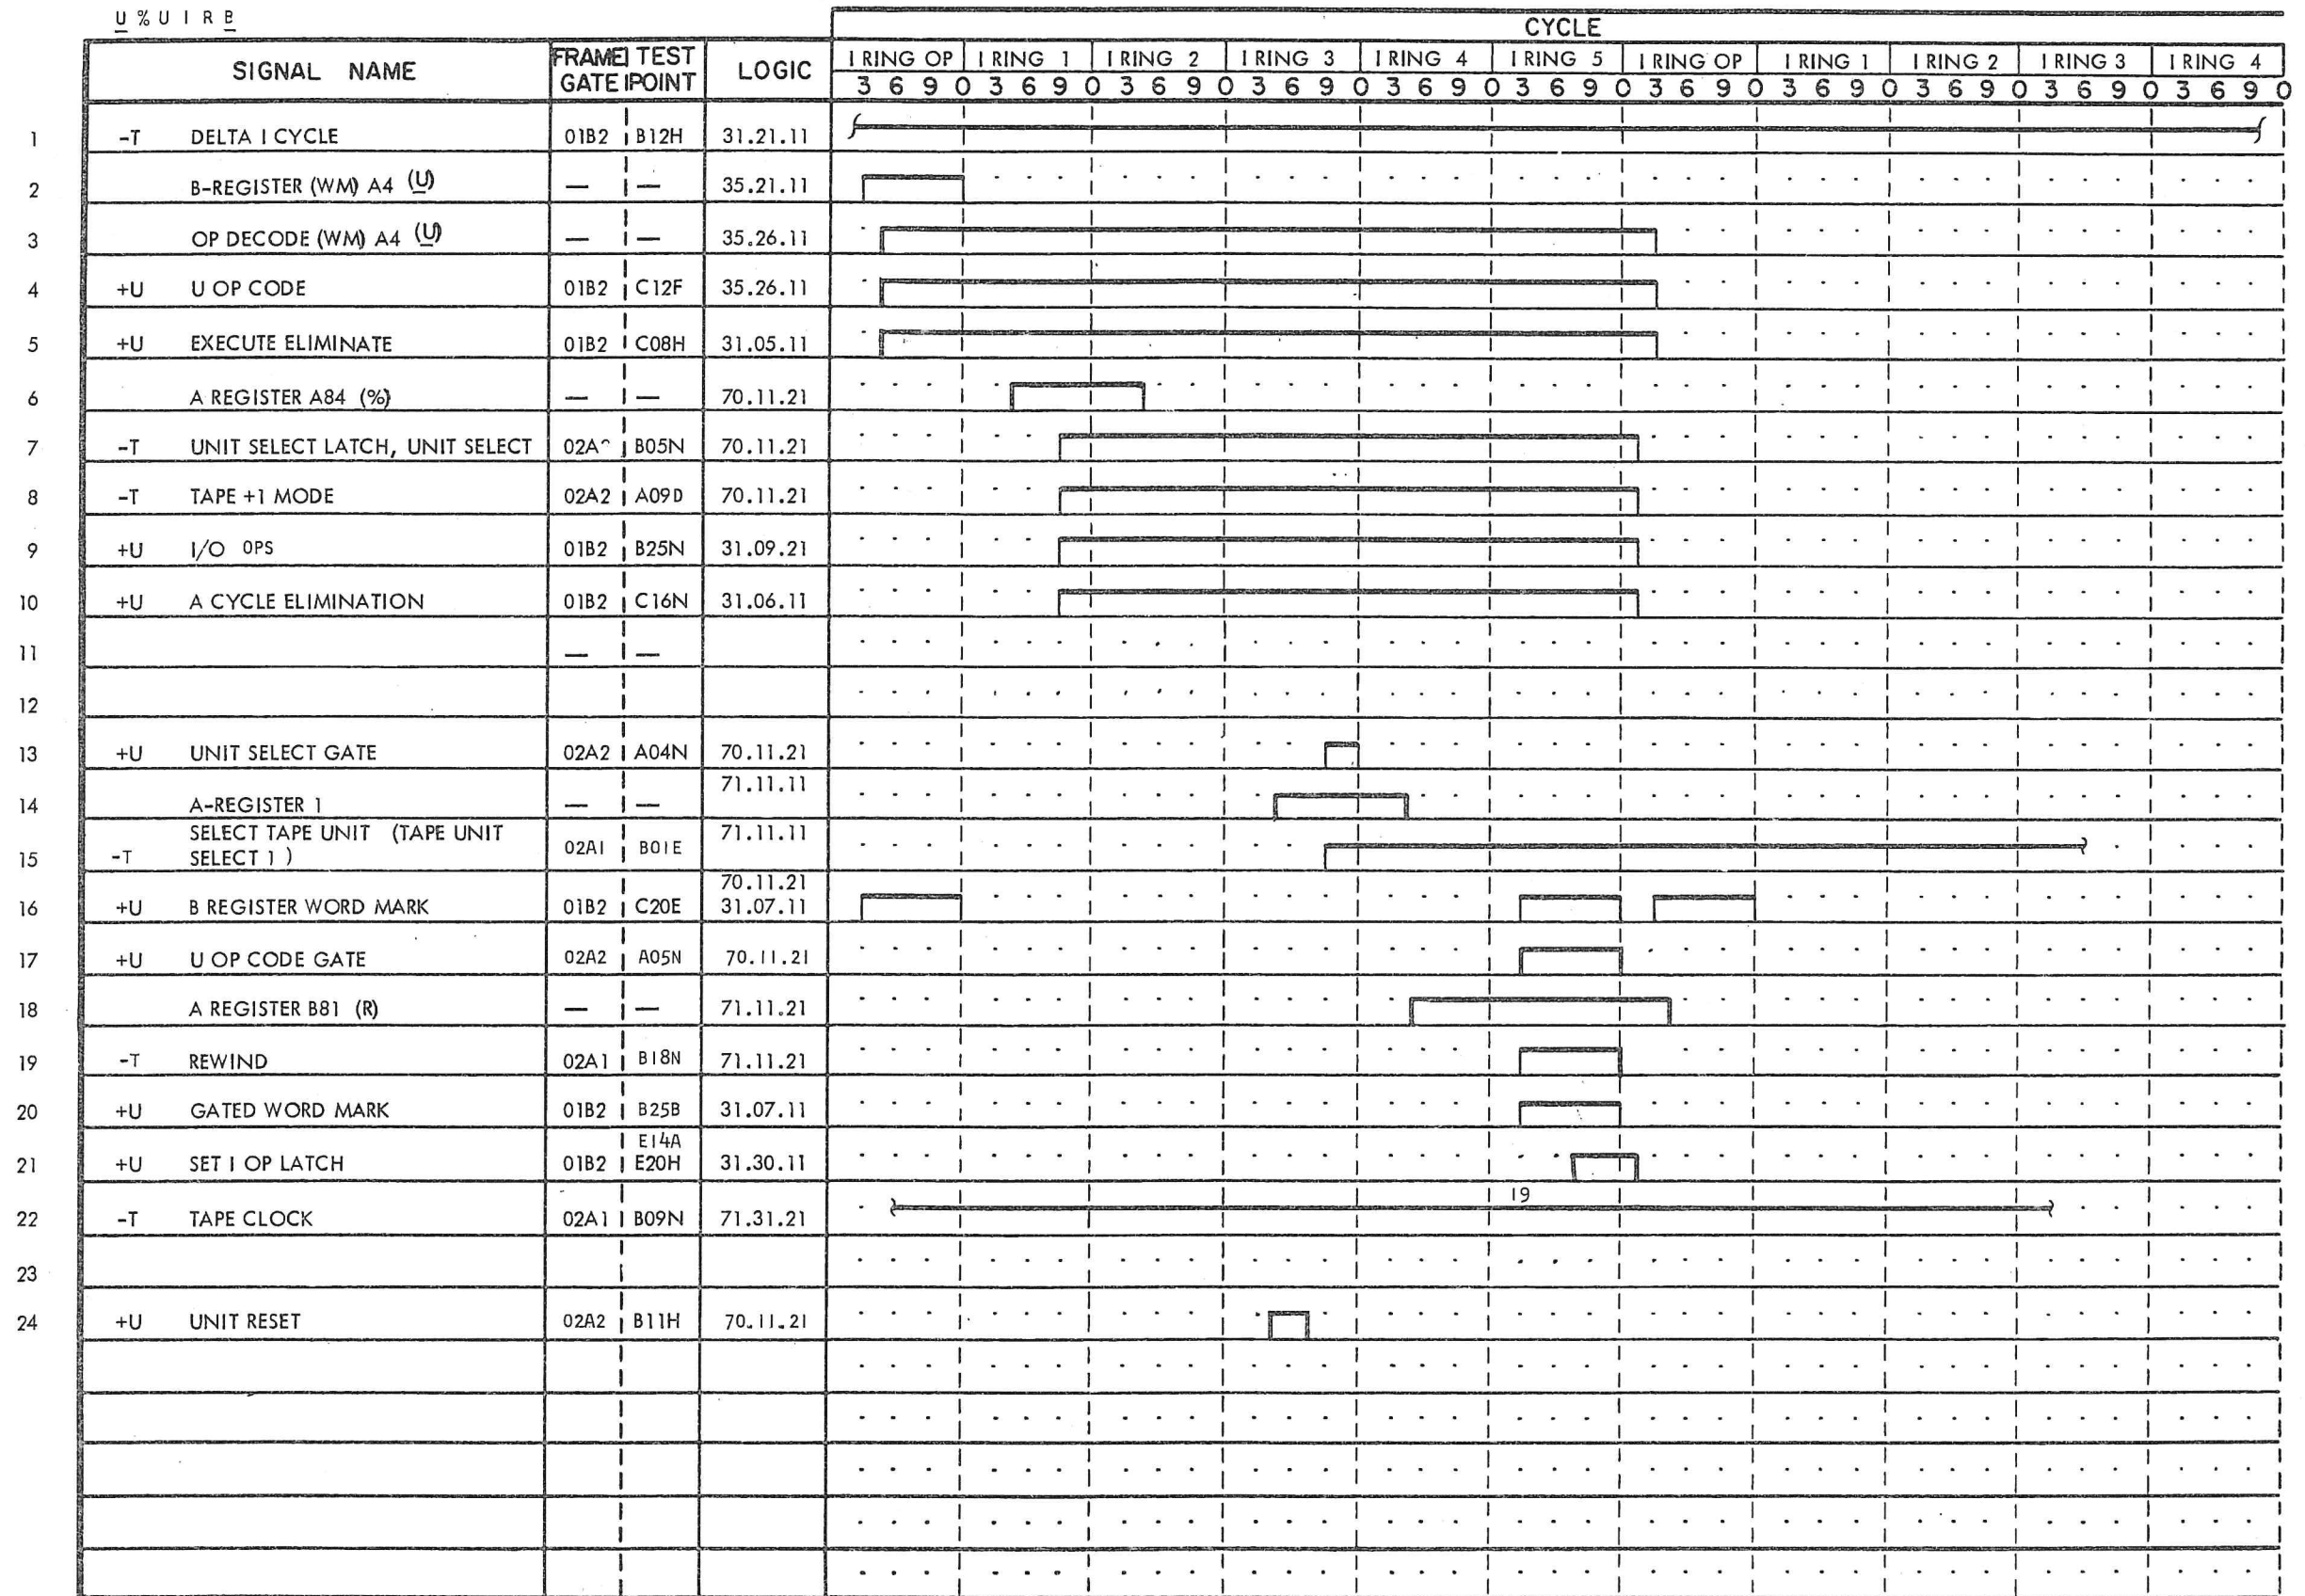 U % U I R B
CYCLE
SIGNAL NAME FRAME GATE TEST POINT LOGIC I RING OP I RING 1 I RING 2 I RING 3 I RING 4 I RING 5 I RING OP I RING 1 I RING 2 I RING 3 I RING 4
3 6 9 0 3 6 9 0 3 6 9 0 3 6 9 0 3 6 9 0 3 6 9 0 3 6 9 0 3 6 9 0 3 6 9 0 3 6 9 0 3 6 9 0
1 -T DELTA I CYCLE 01B2 B12H 31.21.11
2 B-REGISTER (WM) A4 (U) — — 35.21.11
3 OP DECODE (WM) A4 (U) — — 35.26.11
4 +U U OP CODE 01B2 C12F 35.26.11
5 +U EXECUTE ELIMINATE 01B2 C08H 31.05.11
6 A REGISTER A84 (%) — — 70.11.21
7 -T UNIT SELECT LATCH, UNIT SELECT B05N 70.11.21
8 -T TAPE +1 MODE 02A2 A09D 70.11.21
9 +U I/O OPS 01B2 B25N 31.09.21
10 +U A CYCLE ELIMINATION 01B2 C16N 31.06.11
11 — —
12
13 +U UNIT SELECT GATE 02A2 A04N 70.11.21
14 A-REGISTER 1 — — 71.11.11
15 -T SELECT TAPE UNIT (TAPE UNIT
SELECT 1 ) 02A1 B01E 71.11.11
70.11.21
16 +U B REGISTER WORD MARK 01B2 C20E 31.07.11
17 +U U OP CODE GATE 02A2 A05N 70.11.21
18 A REGISTER B81 (R) — — 71.11.21
19 -T REWIND 02A1 B18N 71.11.21
20 +U GATED WORD MARK 01B2 B25B 31.07.11
E14A
21 +U SET I OP LATCH 01B2 E20H 31.30.11
22 -T TAPE CLOCK 02A1 B09N 71.31.21 19
23
24 +U UNIT RESET 02A2 B11H 70.11.21